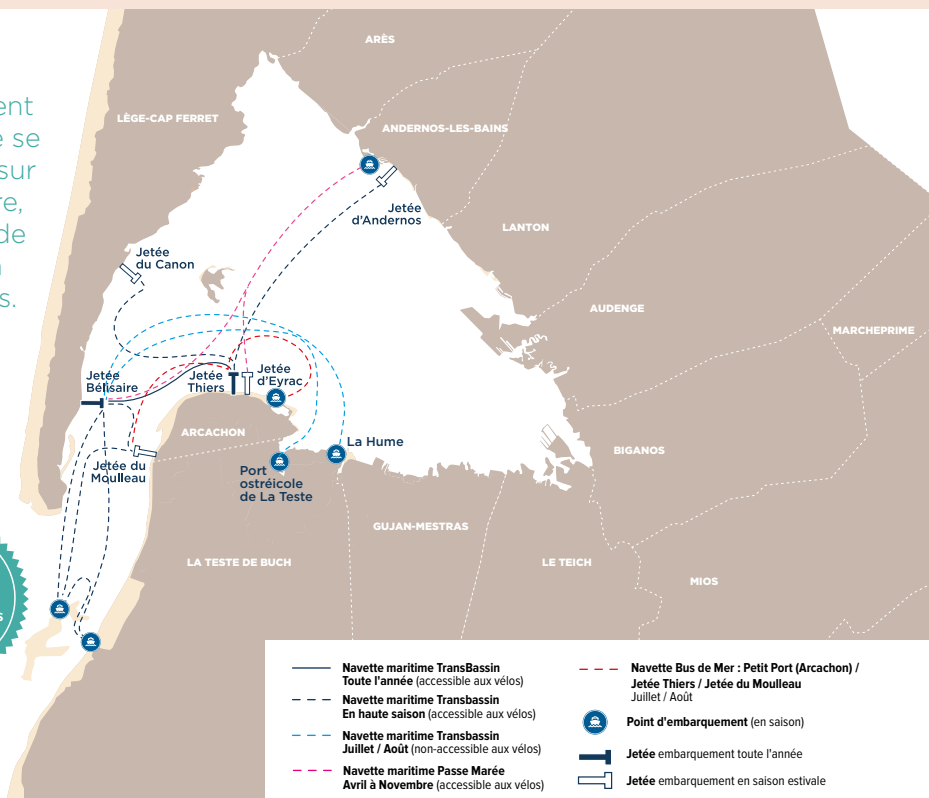 ent
e se
sur
re,
de
n
s.
S
ARÈS
LÈGE-CAP FERRET
ANDERNOS-LES-BAINS
Jetée
d'Andernos
LANTON
Jetée
du Canon
AUDENGE
MARCHEPRIME
Jetée
Bélisaire
Jetée
Thiers
Jetée
d'Eyrac
ARCACHON
La Hume
BIGANOS
Jetée du
Moulleau
Port
ostréicole
de La Teste
GUJAN-MESTRAS
LA TESTE DE BUCH
LE TEICH
MIOS
Navette maritime TransBassin
Toute l'année (accessible aux vélos)
Navette maritime Transbassin
En haute saison (accessible aux vélos)
Navette maritime Transbassin
Juillet / Août (non-accessible aux vélos)
Navette maritime Passe Marée
Avril à Novembre (accessible aux vélos)
Navette Bus de Mer : Petit Port (Arcachon) /
Jetée Thiers / Jetée du Moulleau
Juillet / Août
Point d'embarquement (en saison)
Jetée embarquement toute l'année
Jetée embarquement en saison estivale